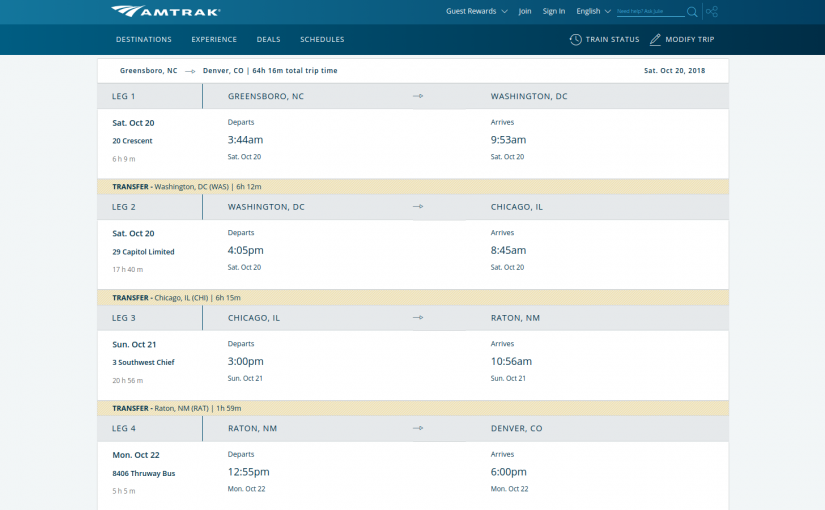 AMTRAK
Guest Rewards Join Sign In English Need help? Ask Julie
DESTINATIONS EXPERIENCE DEALS SCHEDULES TRAIN STATUS MODIFY TRIP
Greensboro, NC Denver, CO | 64h 16m total trip time Sat. Oct 20, 2018
LEG 1 GREENSBORO, NC WASHINGTON, DC
Sat. Oct 20 Departs Arrives
20 Crescent 3:44am 9:53am
6 h 9 m Sat. Oct 20 Sat. Oct 20
TRANSFER - Washington, DC (WAS) | 6h 12m
LEG 2 WASHINGTON, DC CHICAGO, IL
Sat. Oct 20 Departs Arrives
29 Capitol Limited 4:05pm 8:45am
17 h 40 m Sat. Oct 20 Sat. Oct 20
TRANSFER - Chicago, IL (CHI) | 6h 15m
LEG 3 CHICAGO, IL RATON, NM
Sun. Oct 21 Departs Arrives
3 Southwest Chief 3:00pm 10:56am
20 h 56 m Sun. Oct 21 Sun. Oct 21
TRANSFER - Raton, NM (RAT) | 1h 59m
LEG 4 RATON, NM DENVER, CO
Mon. Oct 22 Departs Arrives
8406 Thruway Bus 12:55pm 6:00pm
5 h 5 m Mon. Oct 22 Mon. Oct 22